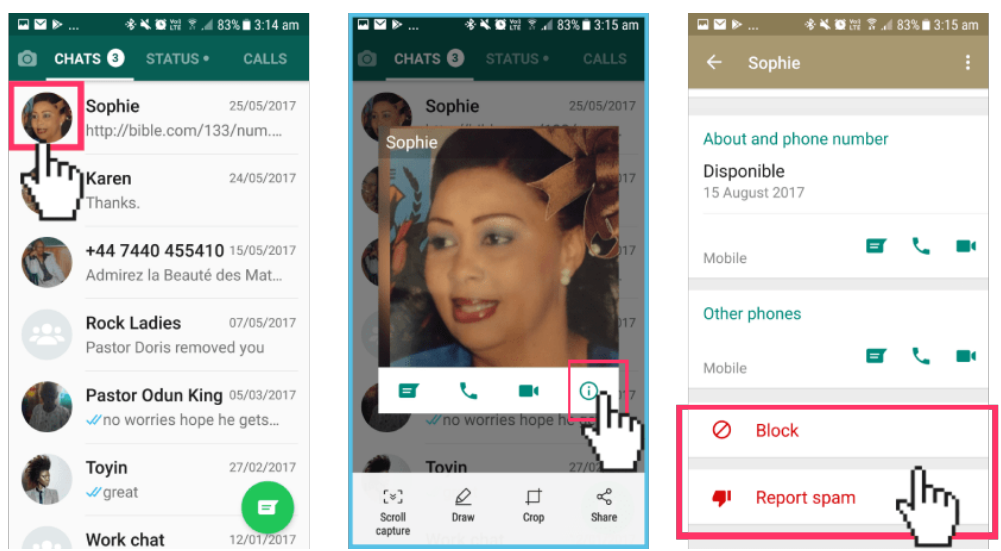 ... 83% 3:14 am
CHATS 3 STATUS • CALLS
Sophie 25/05/2017
http://bible.com/133/num....
Karen 24/05/2017
Thanks.
+44 7440 455410 15/05/2017
Admirez la Beauté des Mat...
Rock Ladies 07/05/2017
Pastor Doris removed you
Pastor Odun King 05/03/2017
no worries hope he gets...
Toyin 27/02/2017
great
Work chat 12/01/2017
... 83% 3:15 am
CHATS 3 STATUS • CALLS
Sophie 25/05/2017
Sophie
no worries hope he gets...
Toyin 27/02
Scroll capture
Draw
Crop
Share
Work chat
... 83% 3:15 am
Sophie
About and phone number
Disponible
15 August 2017
Mobile
Other phones
Mobile
Block
Report spam